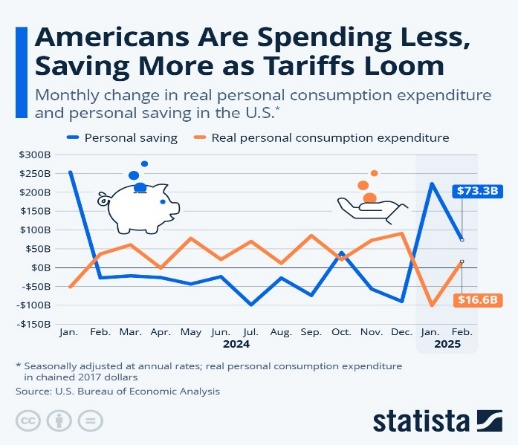 Americans Are Spending Less,
Saving More as Tariffs Loom
Monthly change in real personal consumption expenditure
and personal saving in the U.S.*
Personal saving Real personal consumption expenditure
$300B
$250B
$200B
$150B
$100B
$50B
$0B
-$50B
-$100B
-$150B
$73.3B
$16.6B
Jan. Feb. Mar. Apr. May Jun. Jul. Aug. Sep. Oct. Nov. Dec. Jan. Feb.
2024 2025
* Seasonally adjusted at annual rates; real personal consumption expenditure
in chained 2017 dollars
Source: U.S. Bureau of Economic Analysis
cc
statista